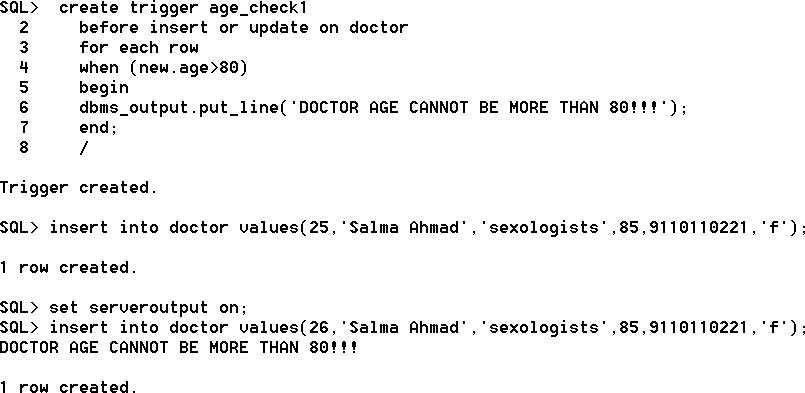 SQL>  create trigger age_check1
  2     before insert or update on doctor
  3     for each row
  4     when (new.age>80)
  5     begin
  6     dbms_output.put_line('DOCTOR AGE CANNOT BE MORE THAN 80!!!');
  7     end;
  8     /
Trigger created.
SQL> insert into doctor values(25,'Salma Ahmad','sexologists',85,9110110221,'f');
1 row created.
SQL> set serveroutput on;
SQL> insert into doctor values(26,'Salma Ahmad','sexologists',85,9110110221,'f');
DOCTOR AGE CANNOT BE MORE THAN 80!!!
1 row created.